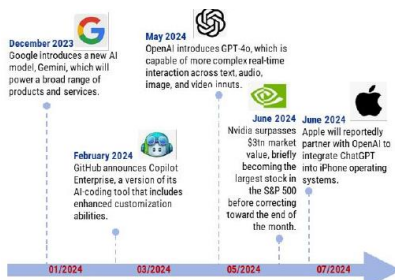 December 2023
Google introduces a new AI
model, Gemini, which will
power a broad range of
products and services.
February 2024
GitHub announces Copilot
Enterprise, a version of its
AI-coding tool that includes
enhanced customization
abilities.
May 2024
OpenAI introduces GPT-4o, which is
capable of more complex real-time
interaction across text, audio,
image, and video inputs.
June 2024
Nvidia surpasses
$3tn market
value, briefly
becoming the
largest stock in
the S&P 500
before correcting
toward the end of
the month.
June 2024
Apple will reportedly
partner with OpenAI to
integrate ChatGPT
into iPhone operating
systems.
01/2024
03/2024
05/2024
07/2024